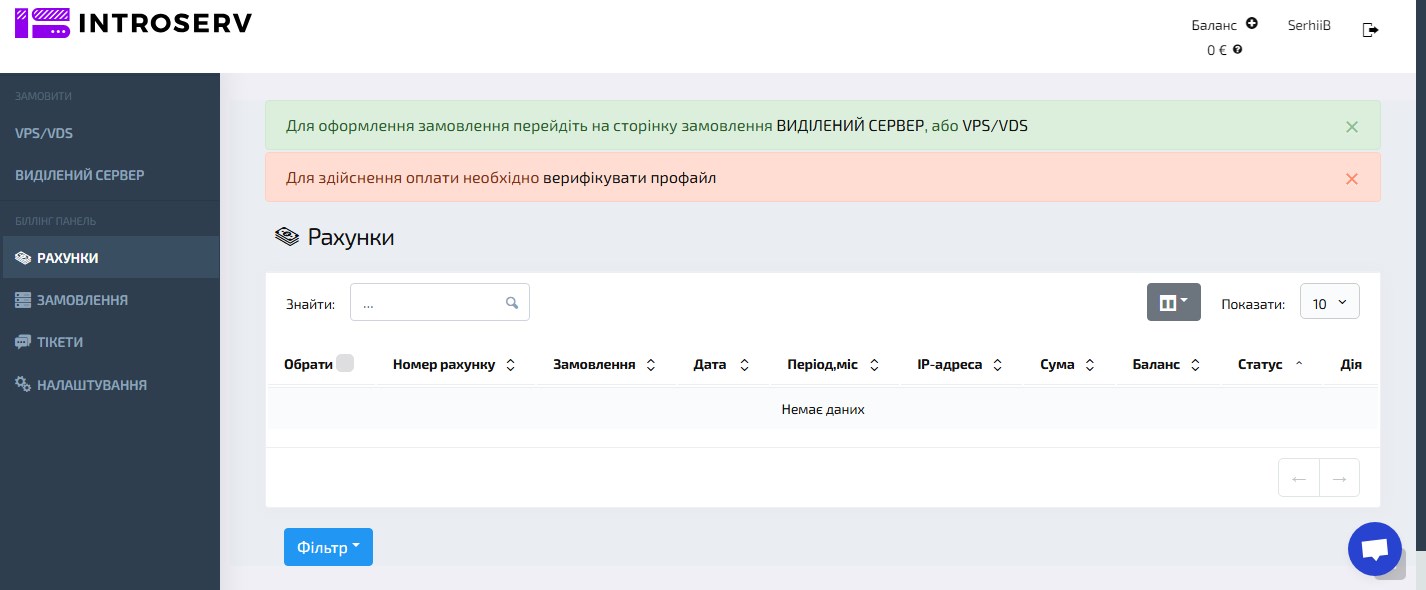 INTROSERV
Баланс
SerhiiB
0 €
ЗАМОВИТИ
VPS/VDS
ВИДІЛЕНИЙ СЕРВЕР
БІЛЛІНГ ПАНЕЛЬ
РАХУНКИ
ЗАМОВЛЕННЯ
ТІКЕТИ
НАЛАШТУВАННЯ
Для оформлення замовлення перейдіть на сторінку замовлення ВИДІЛЕНИЙ СЕРВЕР, або VPS/VDS
Для здійснення оплати необхідно верифікувати профайл
Рахунки
Знайти: ... Показати: 10
Обрати Номер рахунку Замовлення Дата Період,міс IP-адреса Сума Баланс Статус Дія
Немає даних
← →
Фільтр